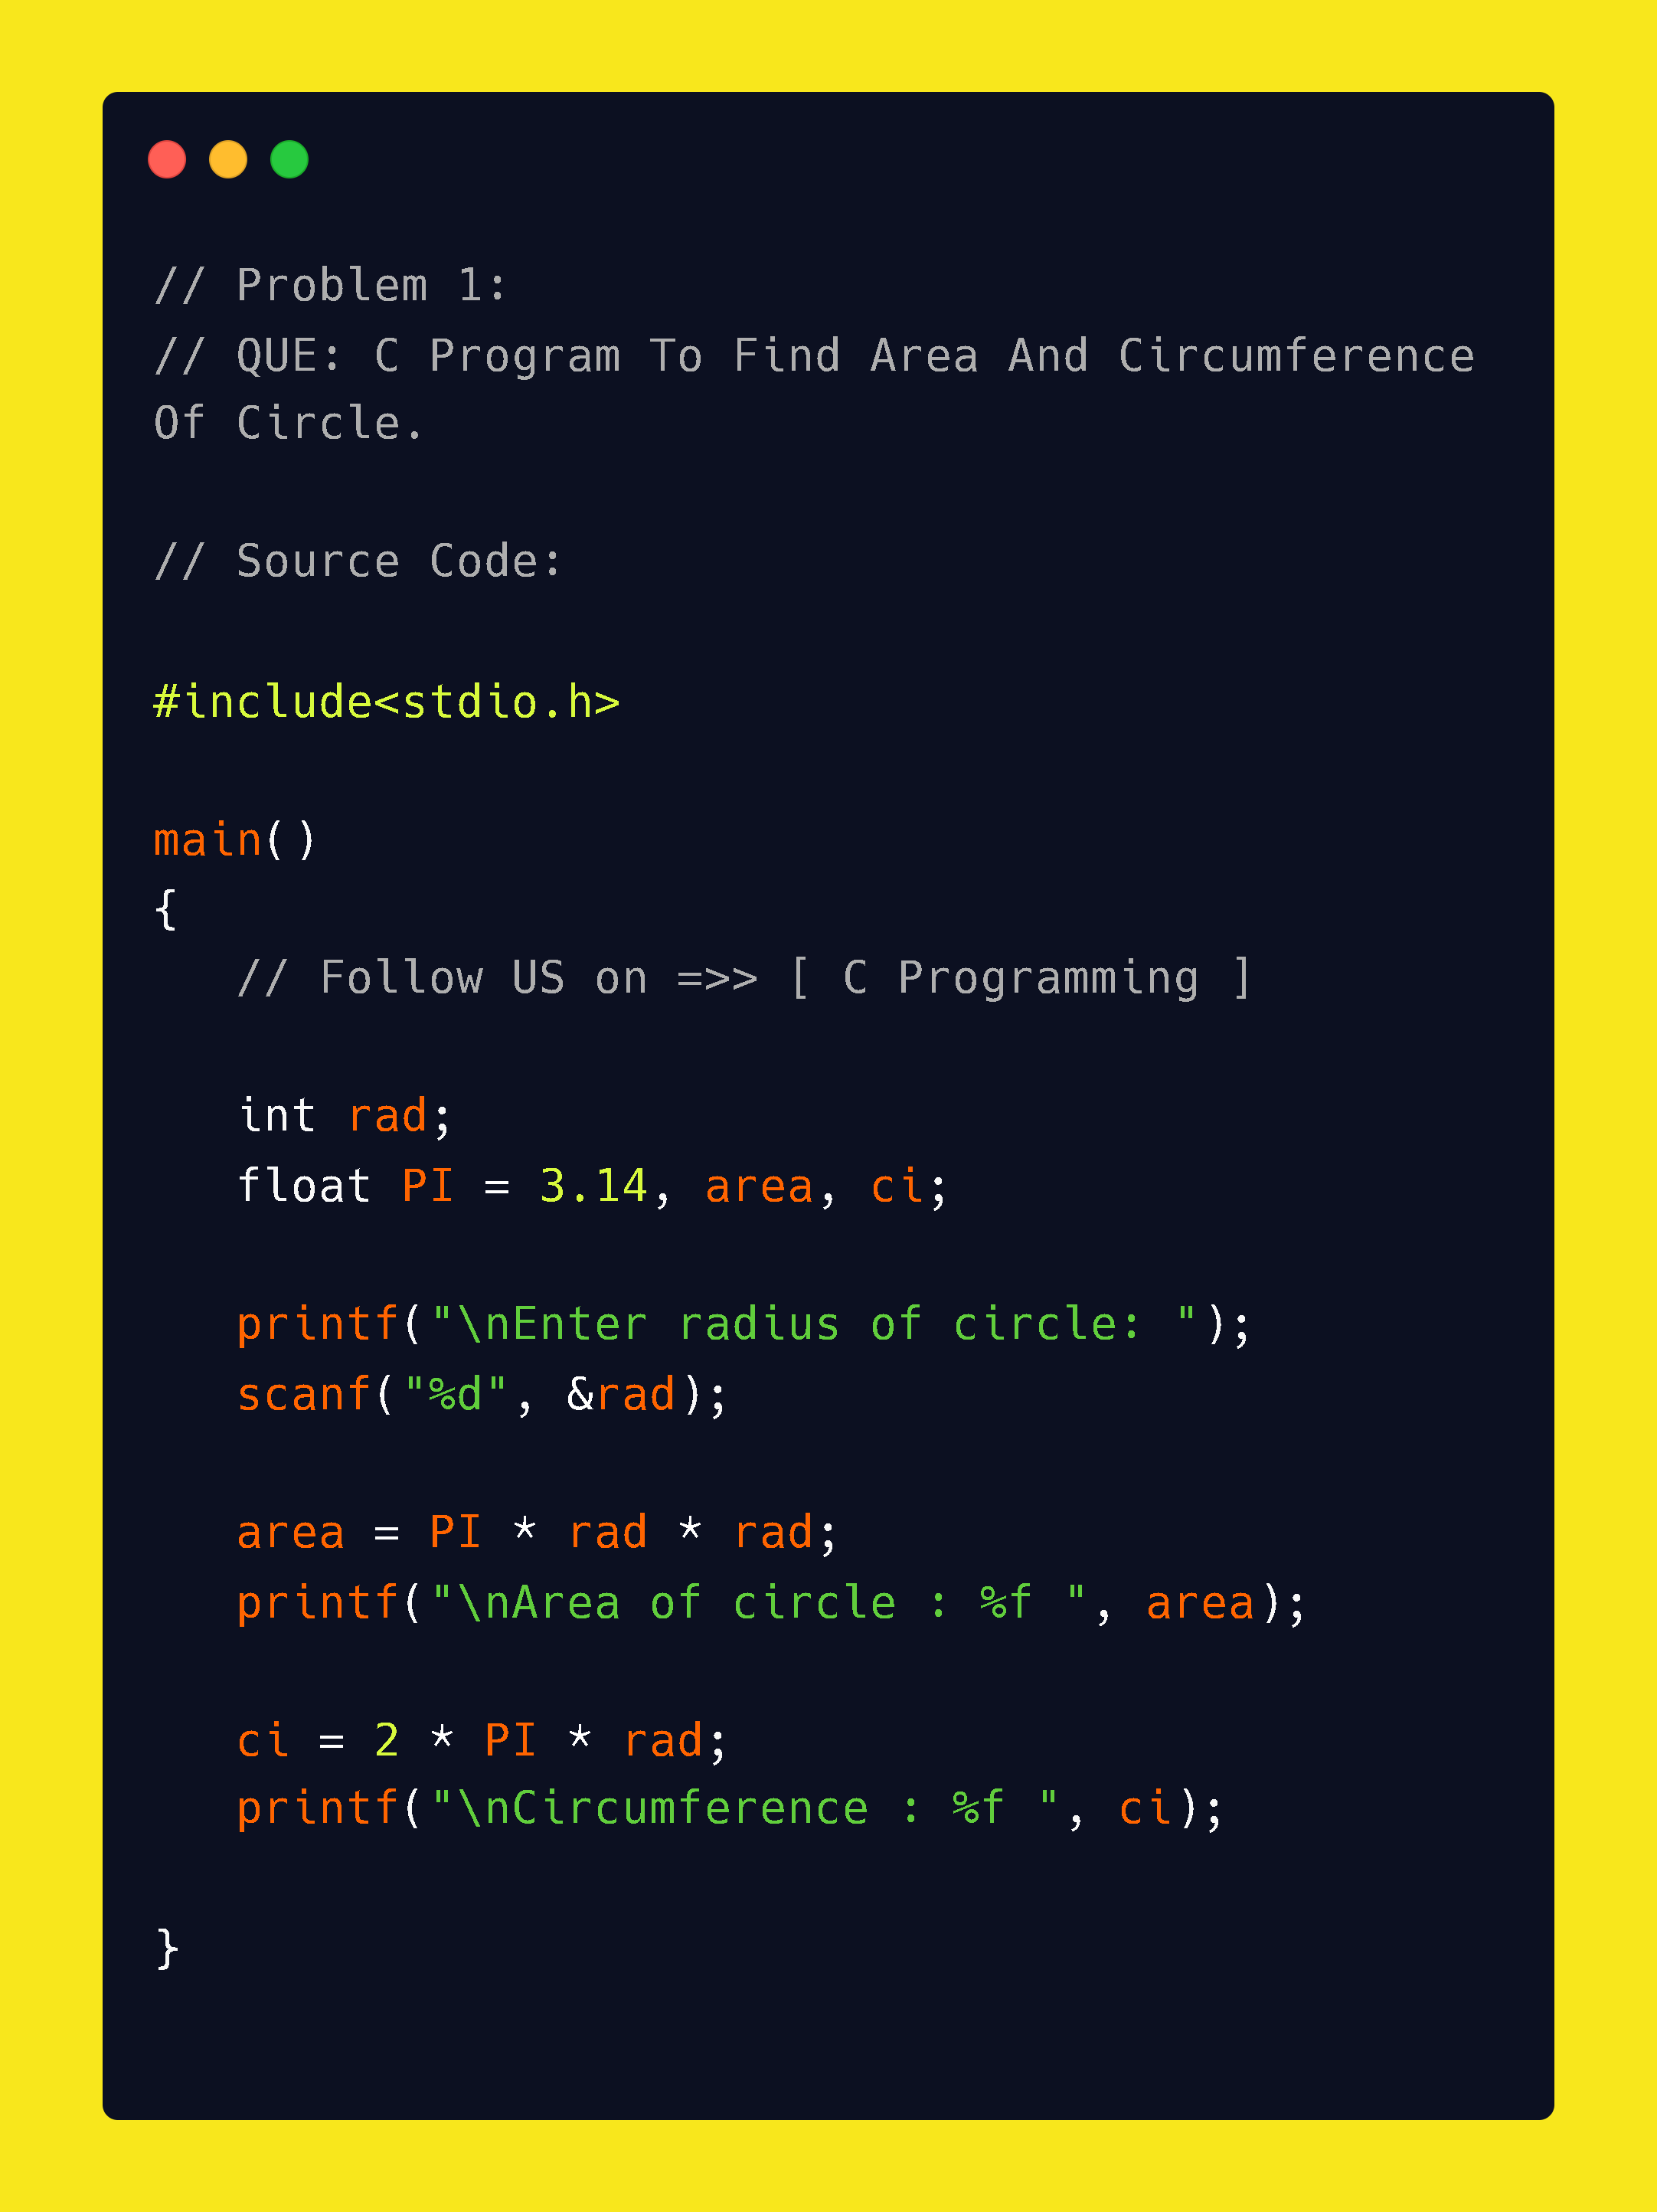 // Problem 1:
// QUE: C Program To Find Area And Circumference
Of Circle.
// Source Code:
#include<stdio.h>
main()
{
   // Follow US on =>> [ C Programming ]
   int rad;
   float PI = 3.14, area, ci;
   printf("\nEnter radius of circle: ");
   scanf("%d", &rad);
   area = PI * rad * rad;
   printf("\nArea of circle : %f ", area);
   ci = 2 * PI * rad;
   printf("\nCircumference : %f ", ci);
}